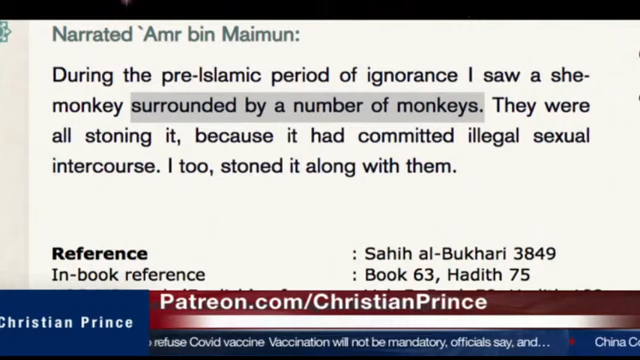 Narrated `Amr bin Maimun:
During the pre-lslamic period of ignorance I saw a she-
monkey surrounded by a number of monkeys. They were
all stoning it, because it had committed illegal sexual
intercourse. I too, stoned it along with them.
Reference : Sahih al-Bukhari 3849
In-book reference : Book 63, Hadith 75
Patreon.com/ChristianPrince
Christian Prince
o refuse Covid vaccine Vaccination will not be mandatory, officials say, and... China Co